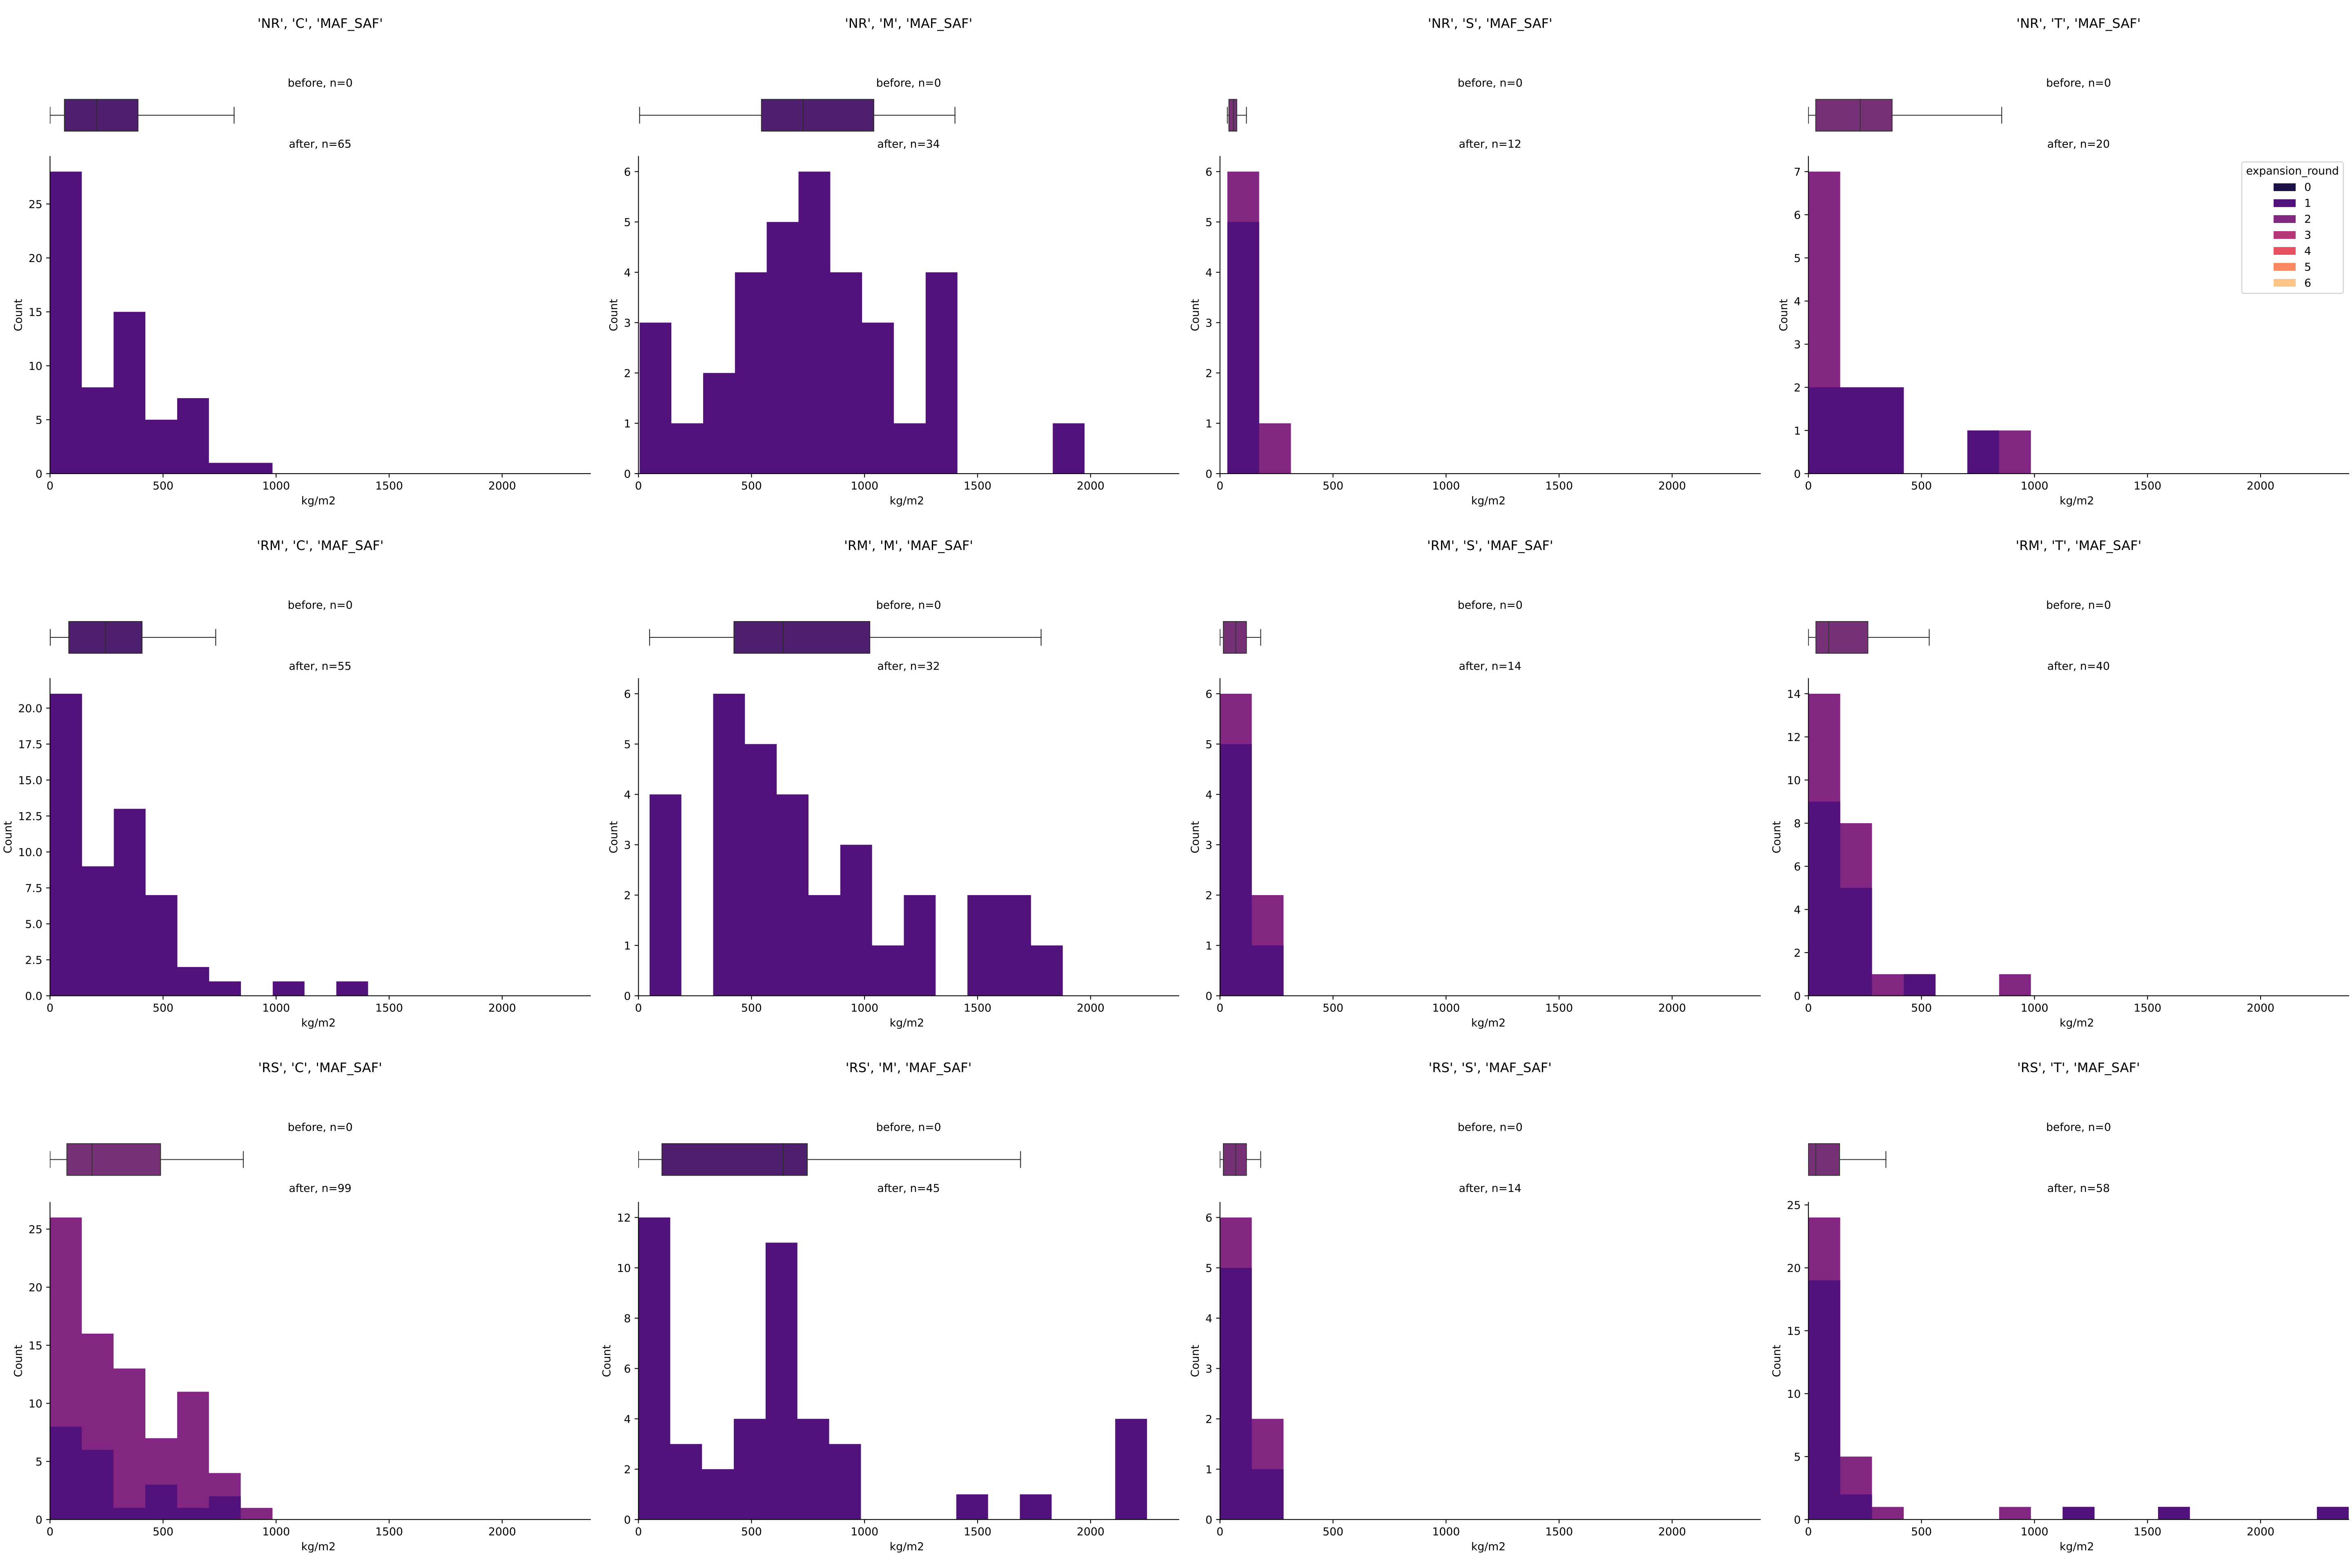 'NR', 'C', 'MAF_SAF'
before, n=0
after, n=65
Count
25
20
15
10
5
0
0 500 1000 1500 2000
kg/m2
'NR', 'M', 'MAF_SAF'
before, n=0
after, n=34
Count
6
5
4
3
2
1
0
0 500 1000 1500 2000
kg/m2
'NR', 'S', 'MAF_SAF'
before, n=0
after, n=12
Count
6
5
4
3
2
1
0
0 500 1000 1500 2000
kg/m2
'NR', 'T', 'MAF_SAF'
before, n=0
after, n=20
Count
7
6
5
4
3
2
1
0
0 500 1000 1500 2000
kg/m2
expansion_round
0
1
2
3
4
5
6
'RM', 'C', 'MAF_SAF'
before, n=0
after, n=55
Count
20.0
17.5
15.0
12.5
10.0
7.5
5.0
2.5
0.0
0 500 1000 1500 2000
kg/m2
'RM', 'M', 'MAF_SAF'
before, n=0
after, n=32
Count
6
5
4
3
2
1
0
0 500 1000 1500 2000
kg/m2
'RM', 'S', 'MAF_SAF'
before, n=0
after, n=14
Count
6
5
4
3
2
1
0
0 500 1000 1500 2000
kg/m2
'RM', 'T', 'MAF_SAF'
before, n=0
after, n=40
Count
14
12
10
8
6
4
2
0
0 500 1000 1500 2000
kg/m2
'RS', 'C', 'MAF_SAF'
before, n=0
after, n=99
Count
25
20
15
10
5
0
0 500 1000 1500 2000
kg/m2
'RS', 'M', 'MAF_SAF'
before, n=0
after, n=45
Count
12
10
8
6
4
2
0
0 500 1000 1500 2000
kg/m2
'RS', 'S', 'MAF_SAF'
before, n=0
after, n=14
Count
6
5
4
3
2
1
0
0 500 1000 1500 2000
kg/m2
'RS', 'T', 'MAF_SAF'
before, n=0
after, n=58
Count
25
20
15
10
5
0
0 500 1000 1500 2000
kg/m2